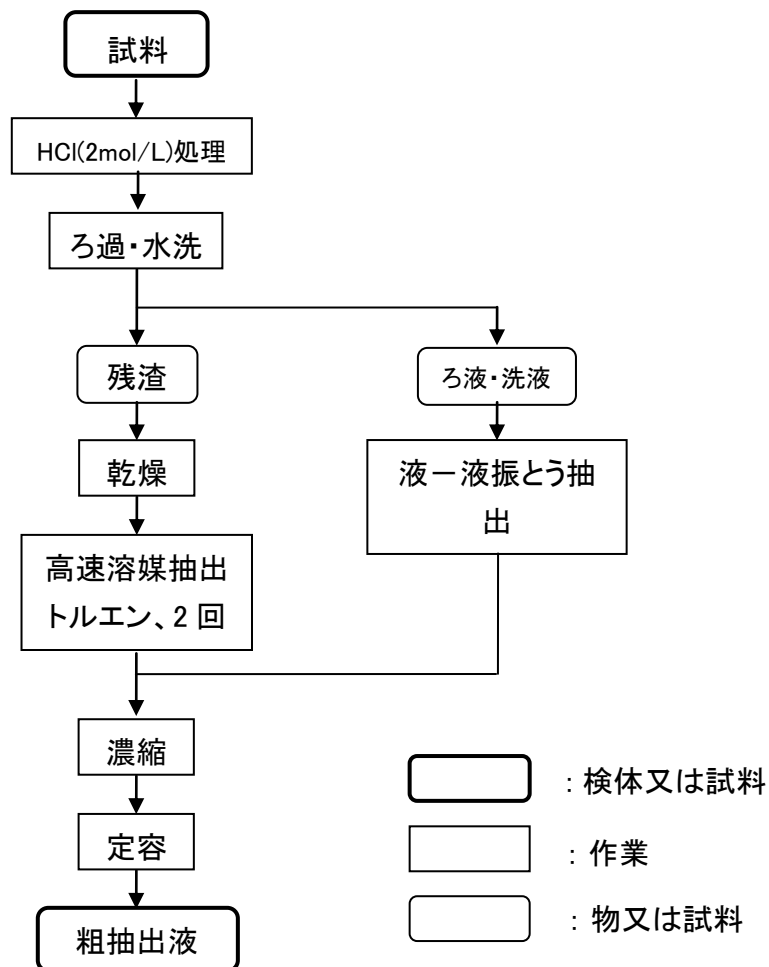 試料
HCl(2mol/L)処理
ろ過・水洗
残渣
ろ液・洗液
乾燥
液－液振とう抽
出
高速溶媒抽出
トルエン、2 回
濃縮
定容
粗抽出液
：検体又は試料
：作業
：物又は試料